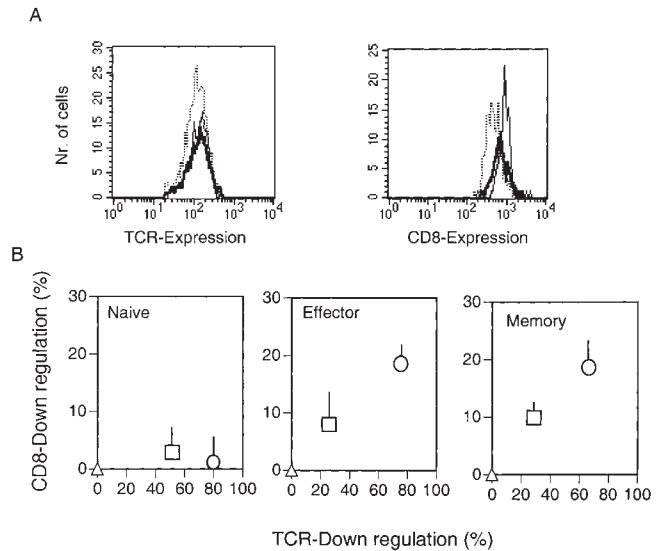 A
Nr. of cells
30
25
20
15
10
5
0
10⁰ 10¹ 10² 10³ 10⁴
TCR-Expression
25
20
15
10
5
0
10⁰ 10¹ 10² 10³ 10⁴
CD8-Expression
B
CD8-Down regulation (%)
Naive
30
20
10
0
0 20 40 60 80 100
Effector
30
20
10
0
0 20 40 60 80 100
Memory
30
20
10
0
0 20 40 60 80 100
TCR-Down regulation (%)